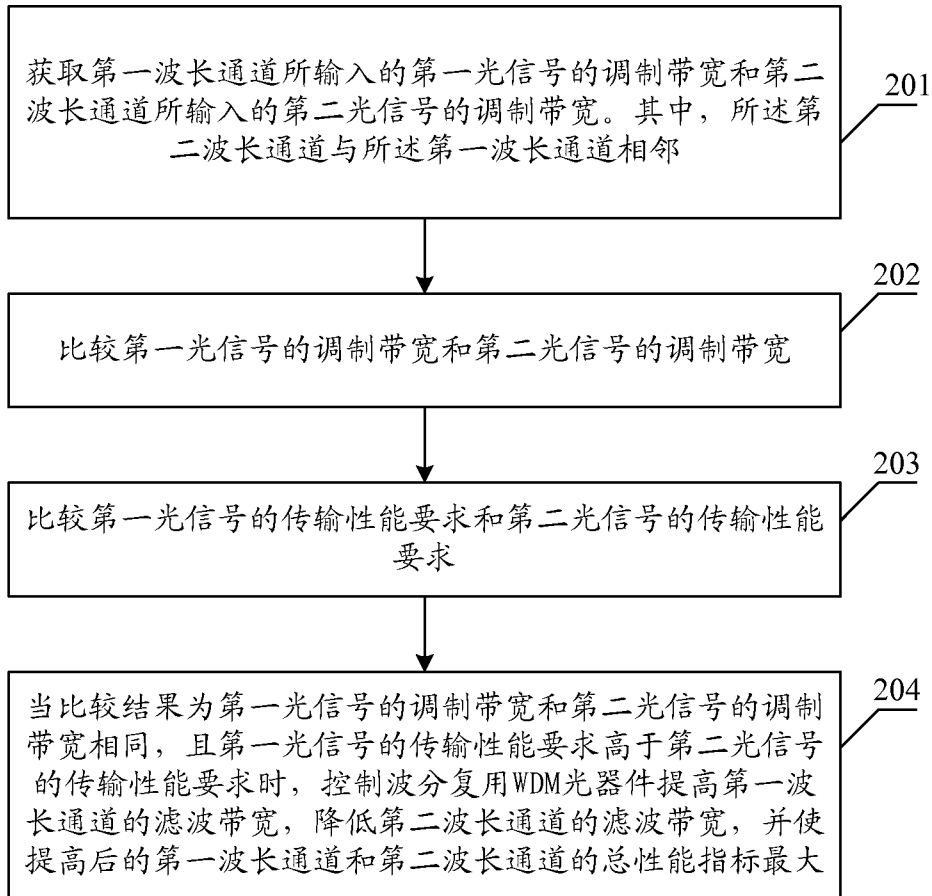 获取第一波长通道所输入的第一光信号的调制带宽和第二
波长通道所输入的第二光信号的调制带宽。其中，所述第
二波长通道与所述第一波长通道相邻
201
202
比较第一光信号的调制带宽和第二光信号的调制带宽
203
比较第一光信号的传输性能要求和第二光信号的传输性能
要求
204
当比较结果为第一光信号的调制带宽和第二光信号的调制
带宽相同，且第一光信号的传输性能要求高于第二光信号
的传输性能要求时，控制波分复用WDM光器件提高第一波
长通道的滤波带宽，降低第二波长通道的滤波带宽，并使
提高后的第一波长通道和第二波长通道的总性能指标最大